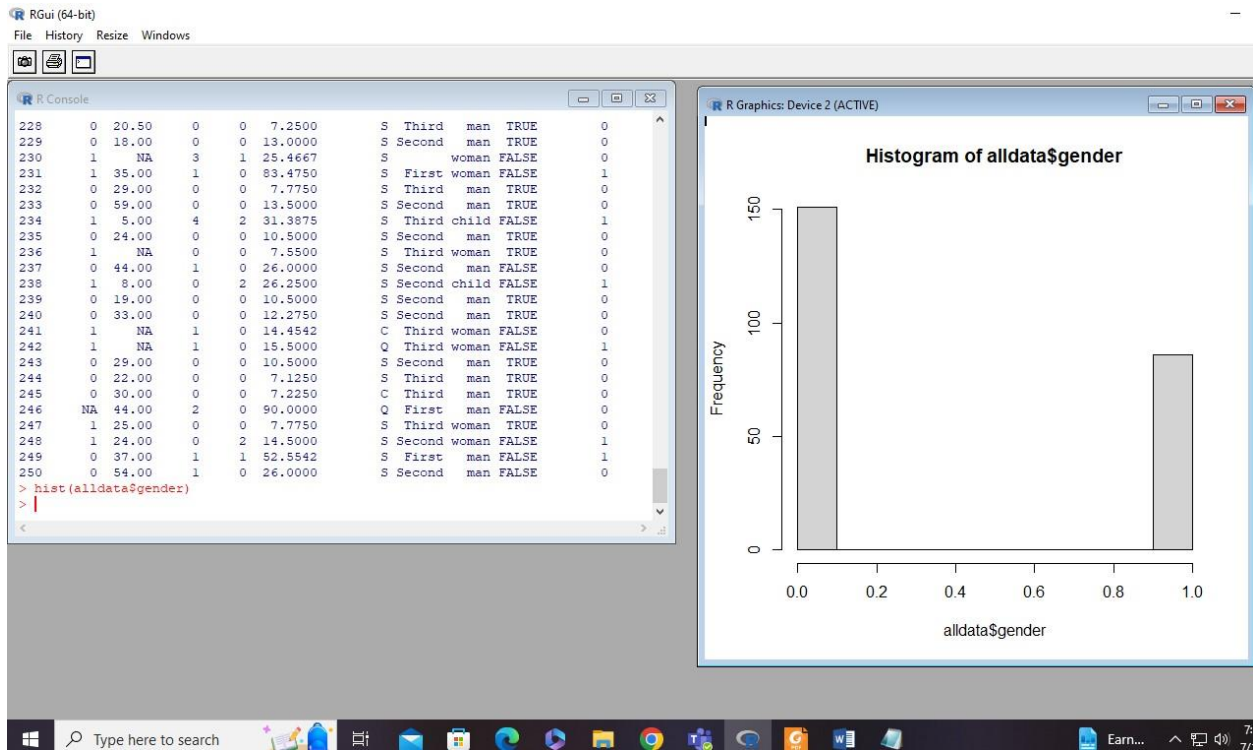 RGui (64-bit)
File History Resize Windows
R Console
228 0 20.50 0 0 7.2500 S Third man TRUE 0
229 0 18.00 0 0 13.0000 S Second man TRUE 0
230 1 NA 3 1 25.4667 S woman FALSE 0
231 1 35.00 1 0 83.4750 S First woman FALSE 1
232 0 29.00 0 0 7.7750 S Third man TRUE 0
233 0 59.00 0 0 13.5000 S Second man TRUE 0
234 1 5.00 4 2 31.3875 S Third child FALSE 1
235 0 24.00 0 0 10.5000 S Second man TRUE 0
236 1 NA 0 0 7.5500 S Third woman TRUE 0
237 0 44.00 1 0 26.0000 S Second man FALSE 0
238 1 8.00 0 2 26.2500 S Second child FALSE 1
239 0 19.00 0 0 10.5000 S Second man TRUE 0
240 0 33.00 0 0 12.2750 S Second man TRUE 0
241 1 NA 1 0 14.4542 C Third woman FALSE 0
242 1 NA 1 0 15.5000 Q Third woman FALSE 1
243 0 29.00 0 0 10.5000 S Second man TRUE 0
244 0 22.00 0 0 7.1250 S Third man TRUE 0
245 0 30.00 0 0 7.2250 C Third man TRUE 0
246 NA 44.00 2 0 90.0000 Q First man FALSE 0
247 1 25.00 0 0 7.7750 S Third woman TRUE 0
248 1 24.00 0 2 14.5000 S Second woman FALSE 1
249 0 37.00 1 1 52.5542 S First man FALSE 1
250 0 54.00 1 0 26.0000 S Second man FALSE 0
> hist(alldata$gender)
>
R Graphics: Device 2 (ACTIVE)
Histogram of alldata$gender
Frequency
150
100
50
0
0.0 0.2 0.4 0.6 0.8 1.0
alldata$gender
Type here to search
Earn...